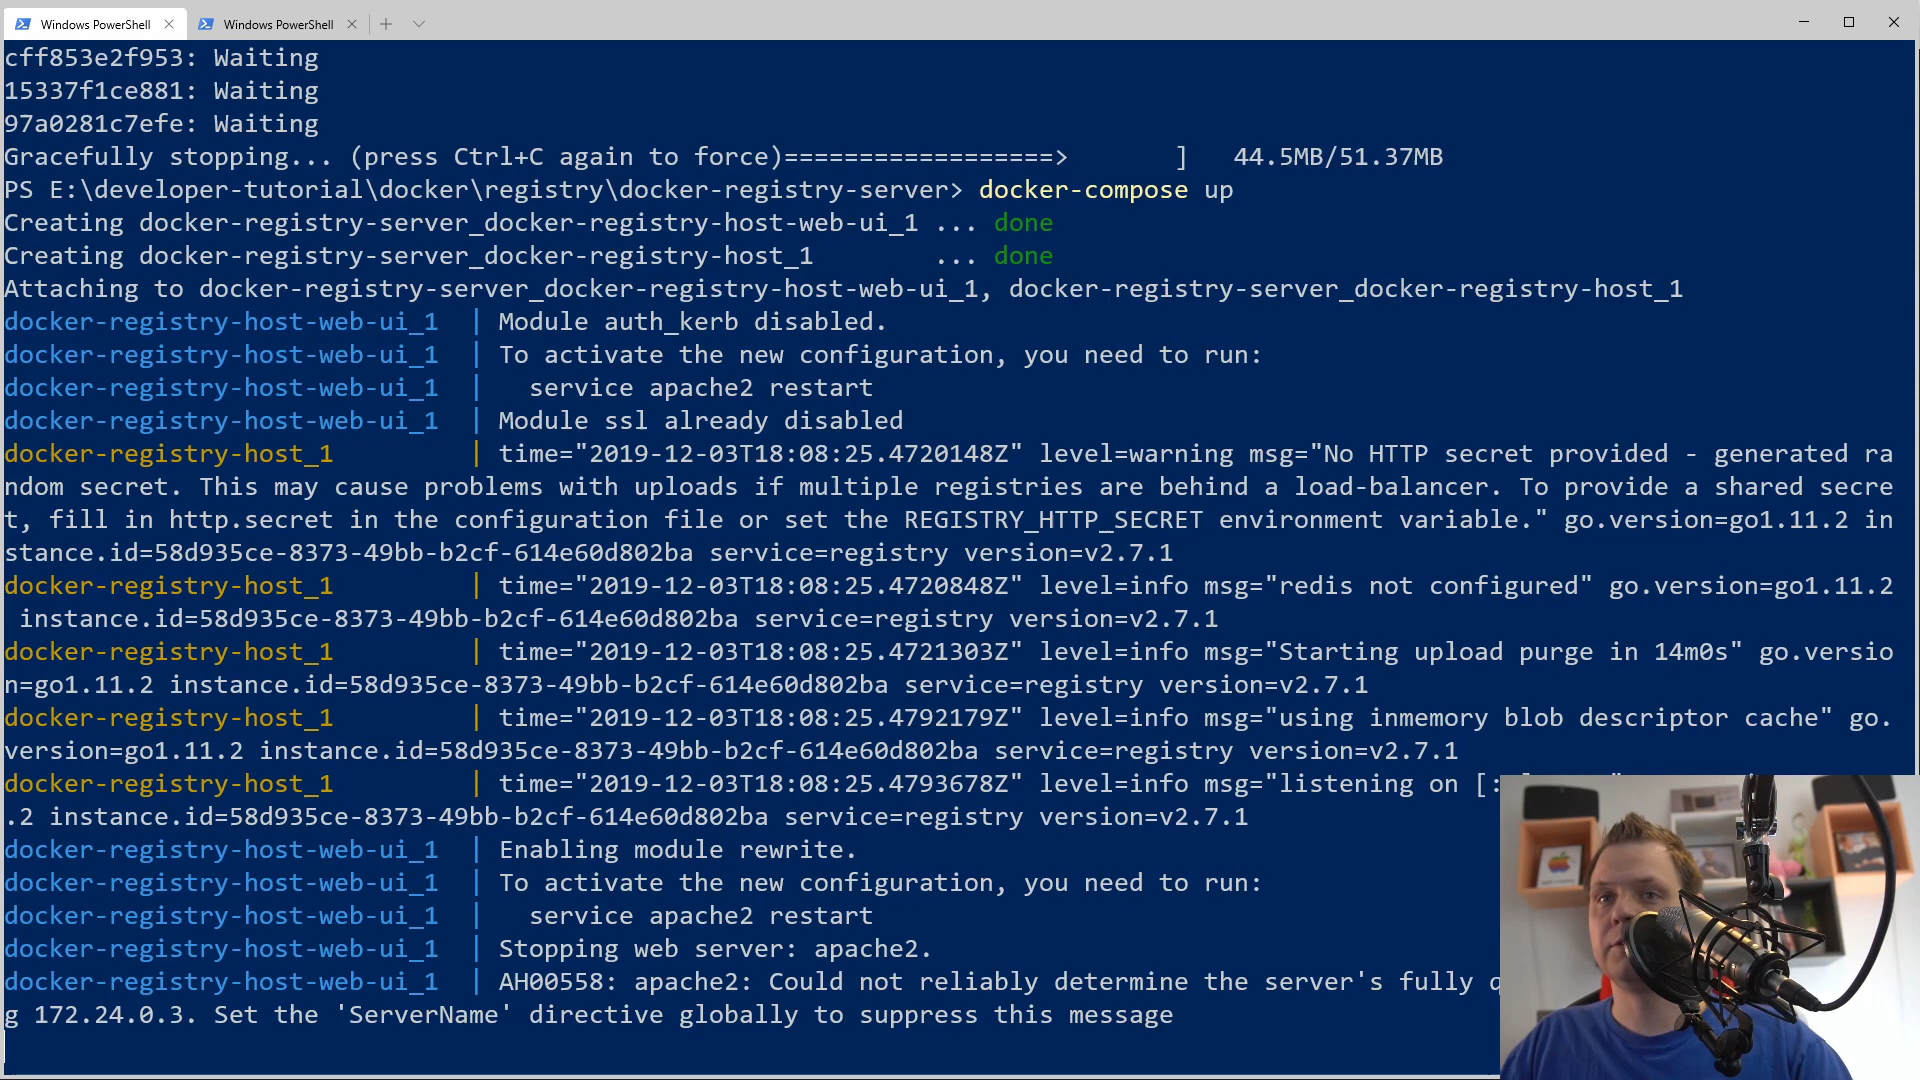 Windows PowerShell Windows PowerShell
cff853e2f953: Waiting
15337f1ce881: Waiting
97a0281c7efe: Waiting
Gracefully stopping... (press Ctrl+C again to force)==================> ] 44.5MB/51.37MB
PS E:\developer-tutorial\docker\registry\docker-registry-server> docker-compose up
Creating docker-registry-server_docker-registry-host-web-ui_1 ... done
Creating docker-registry-server_docker-registry-host_1 ... done
Attaching to docker-registry-server_docker-registry-host-web-ui_1, docker-registry-server_docker-registry-host_1
docker-registry-host-web-ui_1 | Module auth_kerb disabled.
docker-registry-host-web-ui_1 | To activate the new configuration, you need to run:
docker-registry-host-web-ui_1 | service apache2 restart
docker-registry-host-web-ui_1 | Module ssl already disabled
docker-registry-host_1 | time="2019-12-03T18:08:25.4720148Z" level=warning msg="No HTTP secret provided - generated ra
ndom secret. This may cause problems with uploads if multiple registries are behind a load-balancer. To provide a shared secre
t, fill in http.secret in the configuration file or set the REGISTRY_HTTP_SECRET environment variable." go.version=go1.11.2 in
stance.id=58d935ce-8373-49bb-b2cf-614e60d802ba service=registry version=v2.7.1
docker-registry-host_1 | time="2019-12-03T18:08:25.4720848Z" level=info msg="redis not configured" go.version=go1.11.2
instance.id=58d935ce-8373-49bb-b2cf-614e60d802ba service=registry version=v2.7.1
docker-registry-host_1 | time="2019-12-03T18:08:25.4721303Z" level=info msg="Starting upload purge in 14m0s" go.versio
n=go1.11.2 instance.id=58d935ce-8373-49bb-b2cf-614e60d802ba service=registry version=v2.7.1
docker-registry-host_1 | time="2019-12-03T18:08:25.4792179Z" level=info msg="using inmemory blob descriptor cache" go.
version=go1.11.2 instance.id=58d935ce-8373-49bb-b2cf-614e60d802ba service=registry version=v2.7.1
docker-registry-host_1 | time="2019-12-03T18:08:25.4793678Z" level=info msg="listening on [:
.2 instance.id=58d935ce-8373-49bb-b2cf-614e60d802ba service=registry version=v2.7.1
docker-registry-host-web-ui_1 | Enabling module rewrite.
docker-registry-host-web-ui_1 | To activate the new configuration, you need to run:
docker-registry-host-web-ui_1 | service apache2 restart
docker-registry-host-web-ui_1 | Stopping web server: apache2.
docker-registry-host-web-ui_1 | AH00558: apache2: Could not reliably determine the server's fully
g 172.24.0.3. Set the 'ServerName' directive globally to suppress this message